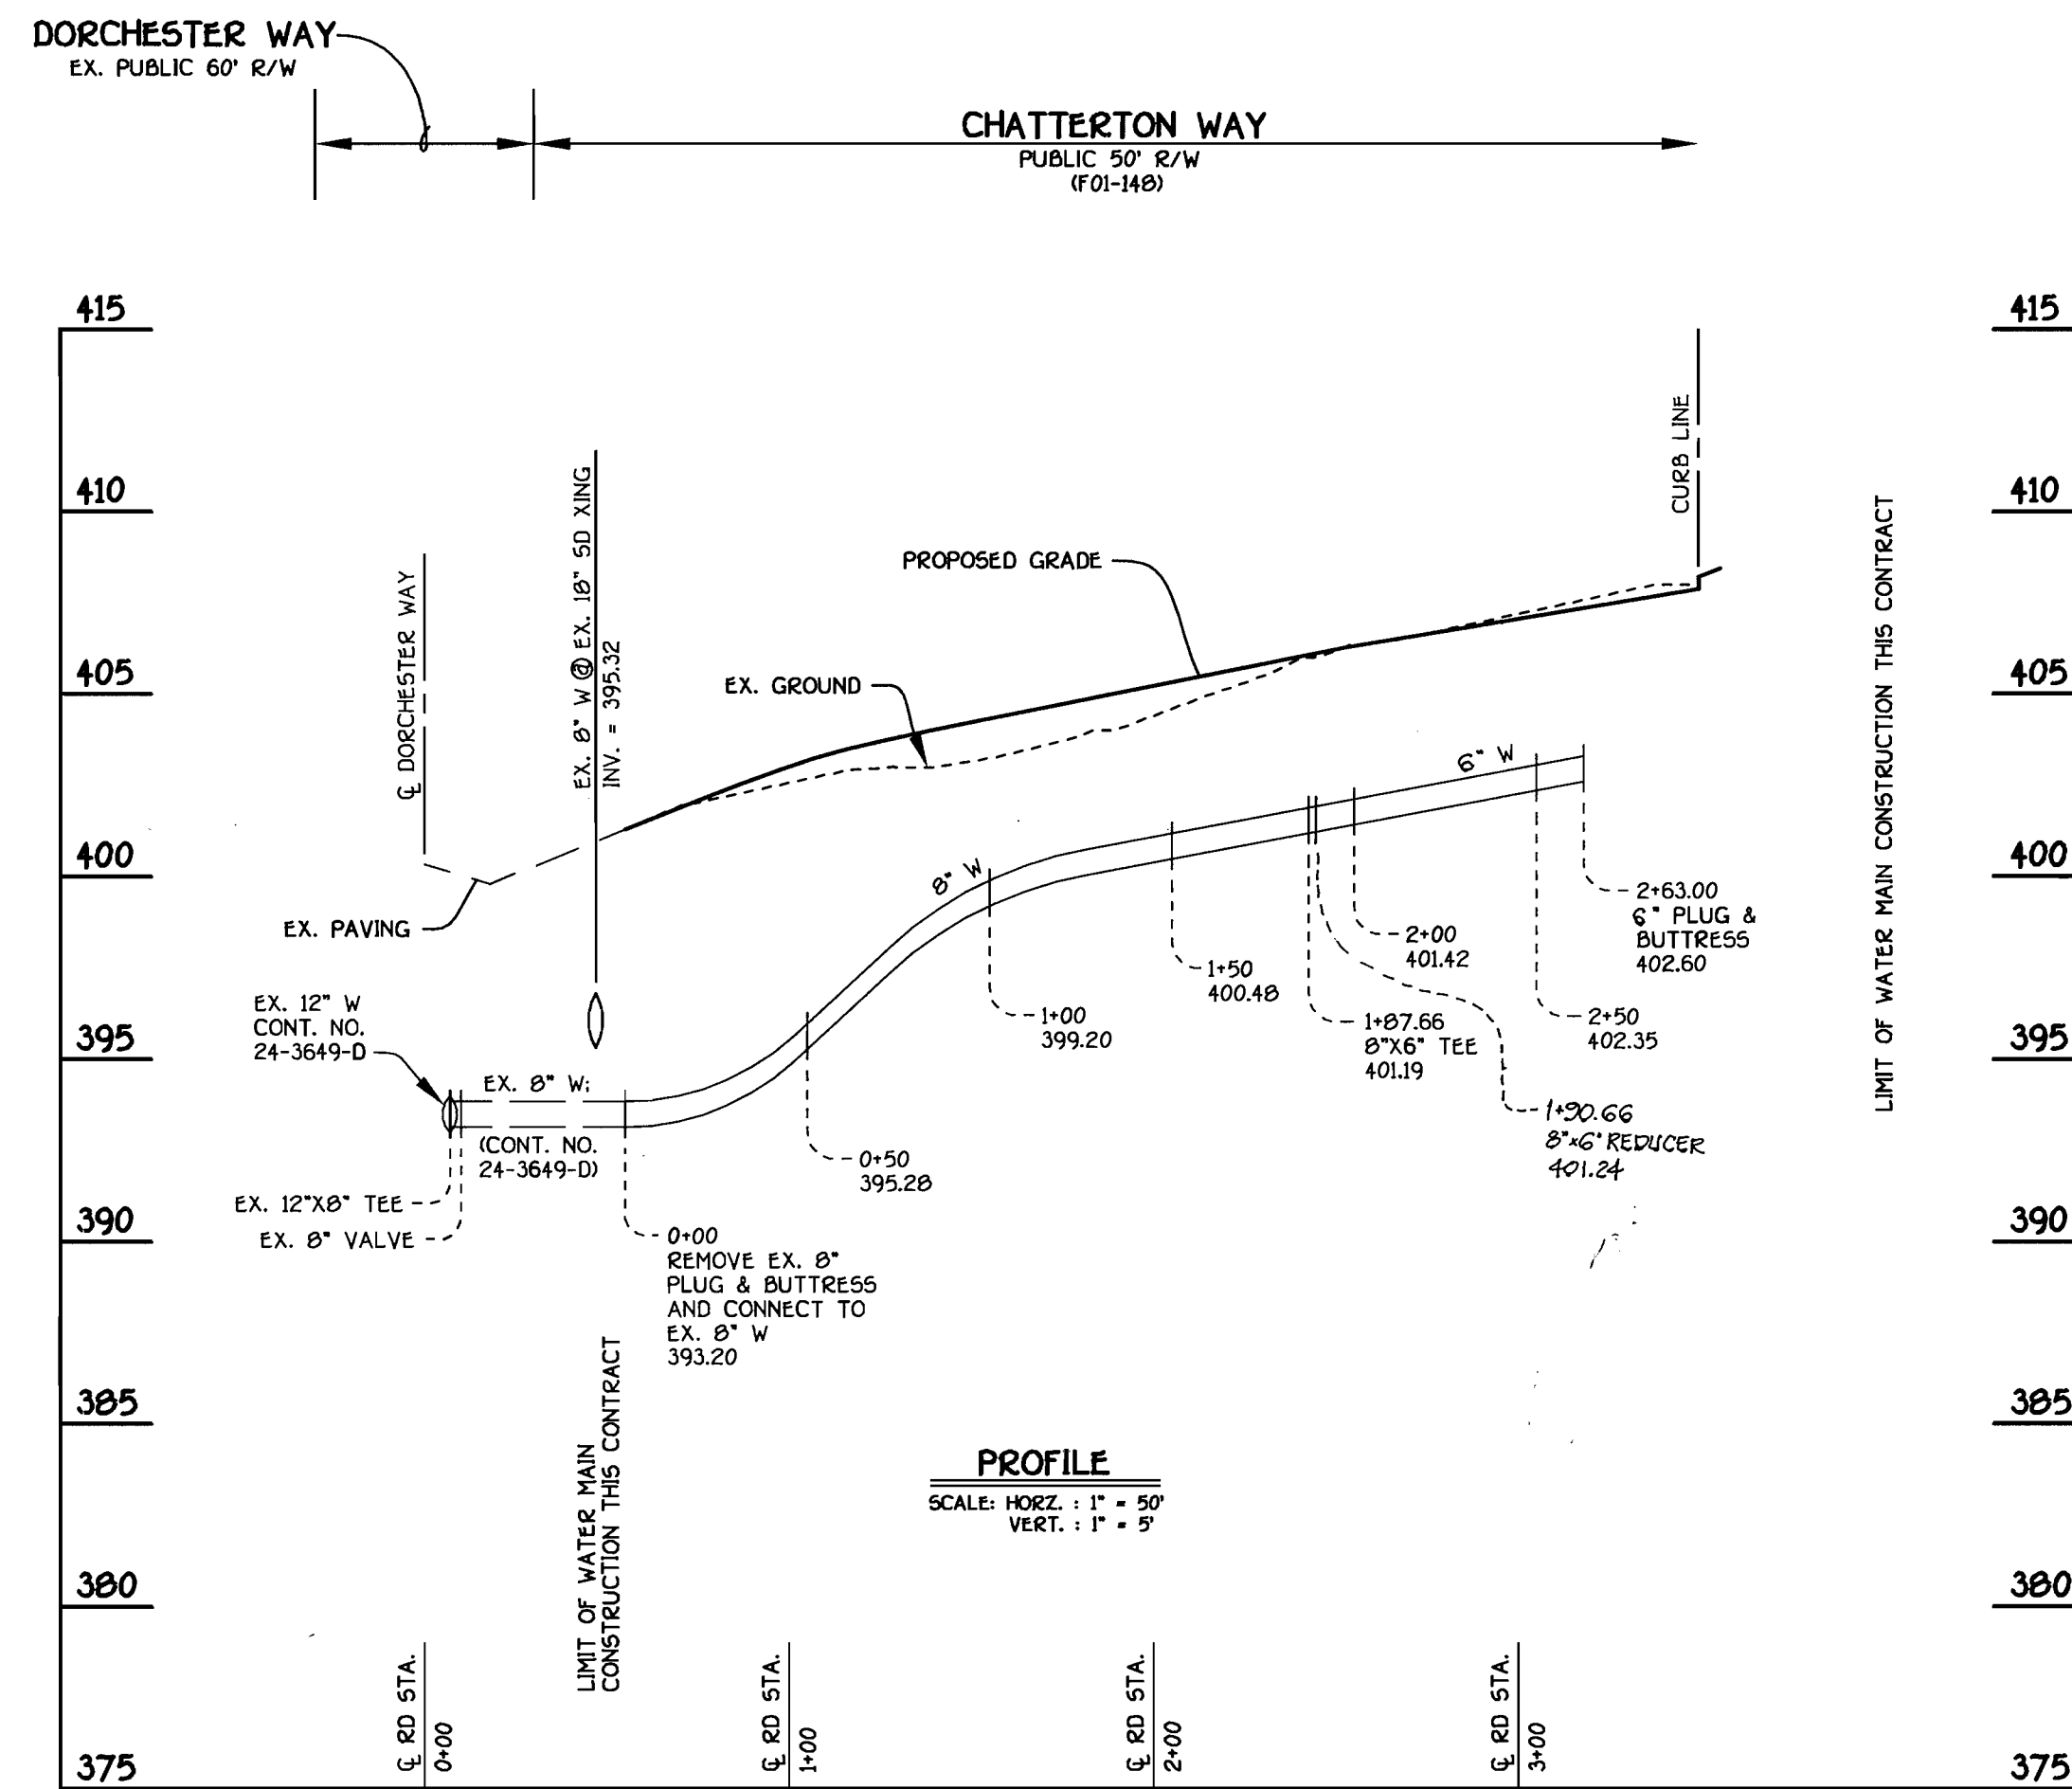 DORCHESTER WAY
EX. PUBLIC 60' R/W
CHATTERTON WAY
PUBLIC 50' R/W
(F01-148)
415
415
410
410
405
405
400
400
395
395
390
390
385
385
380
380
375
375
℄ DORCHESTER WAY
EX. 8" W @ EX. 18" SD XING
INV. = 395.32
PROPOSED GRADE
EX. GROUND
CURB LINE
LIMIT OF WATER MAIN CONSTRUCTION THIS CONTRACT
EX. PAVING
EX. 12" W
CONT. NO.
24-3649-D
EX. 8" W;
(CONT. NO.
24-3649-D)
EX. 12"X8" TEE
EX. 8" VALVE
0+00
REMOVE EX. 8"
PLUG & BUTTRESS
AND CONNECT TO
EX. 8" W
393.20
0+50
395.28
8" W
1+00
399.20
1+50
400.48
1+87.66
8"X6" TEE
401.19
1+90.66
8"x6" REDUCER
401.24
2+00
401.42
6" W
2+50
402.35
2+63.00
6" PLUG &
BUTTRESS
402.60
LIMIT OF WATER MAIN
CONSTRUCTION THIS CONTRACT
PROFILE
SCALE: HORZ. : 1" = 50'
VERT. : 1" = 5'
℄ RD STA.
0+00
℄ RD STA.
1+00
℄ RD STA.
2+00
℄ RD STA.
3+00